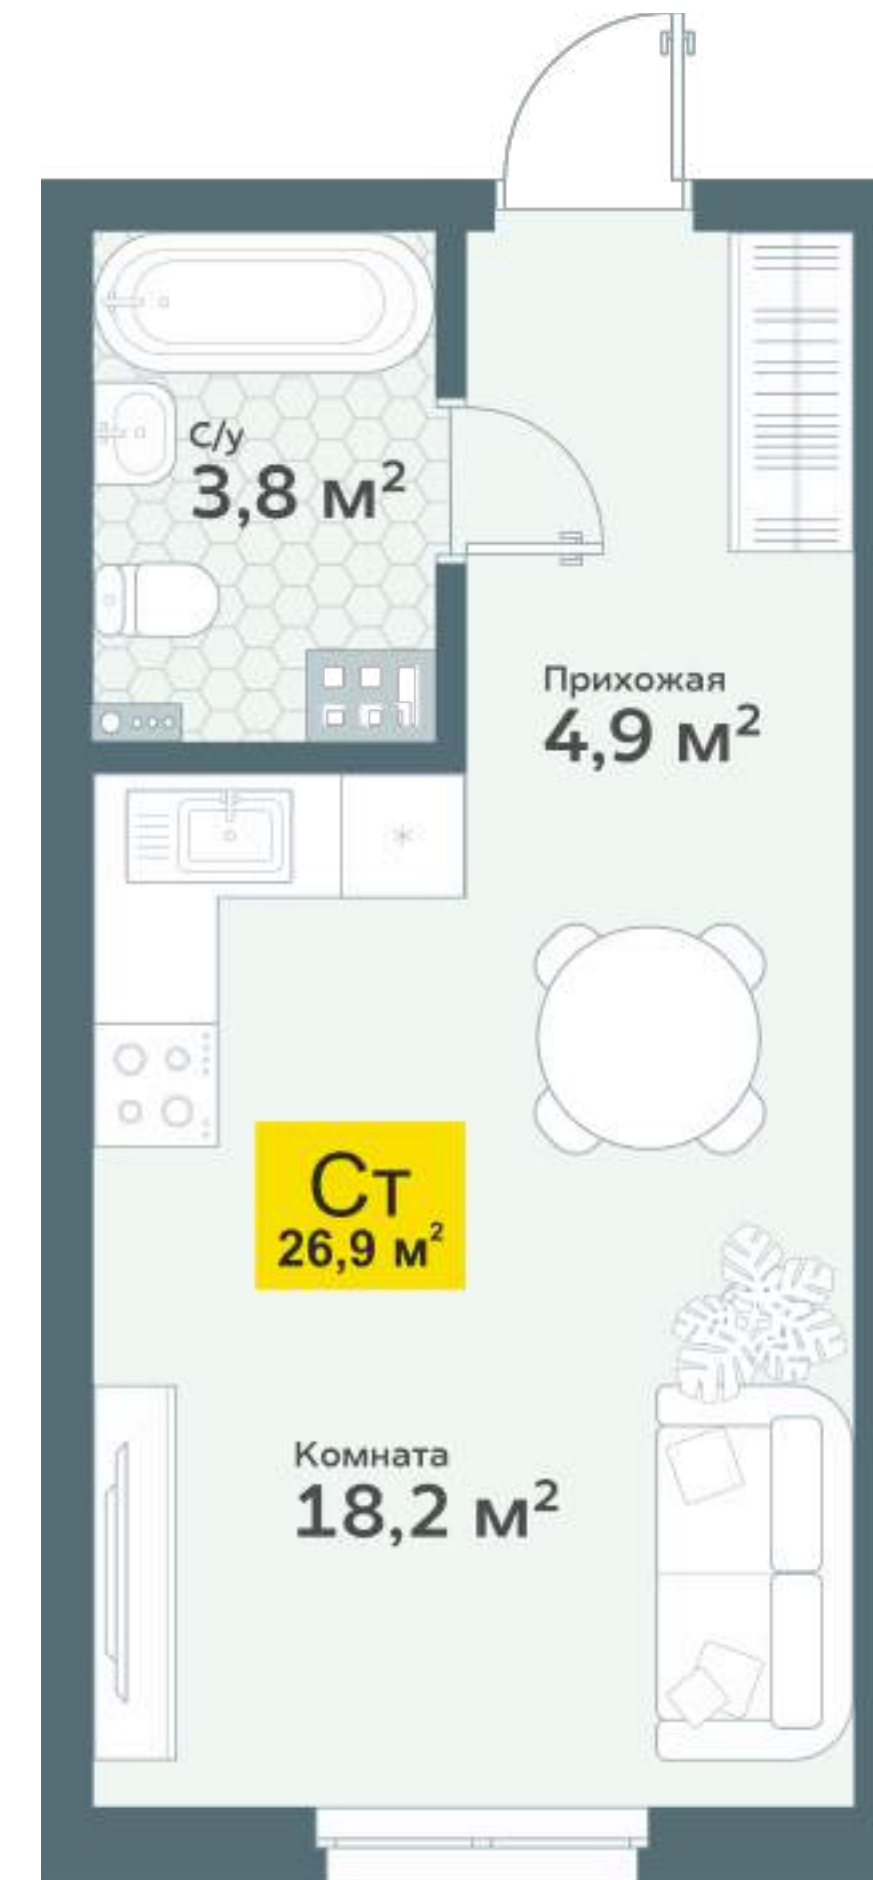 С/у
3,8 м²
Прихожая
4,9 м²
Ст
26,9 м²
Комната
18,2 м²